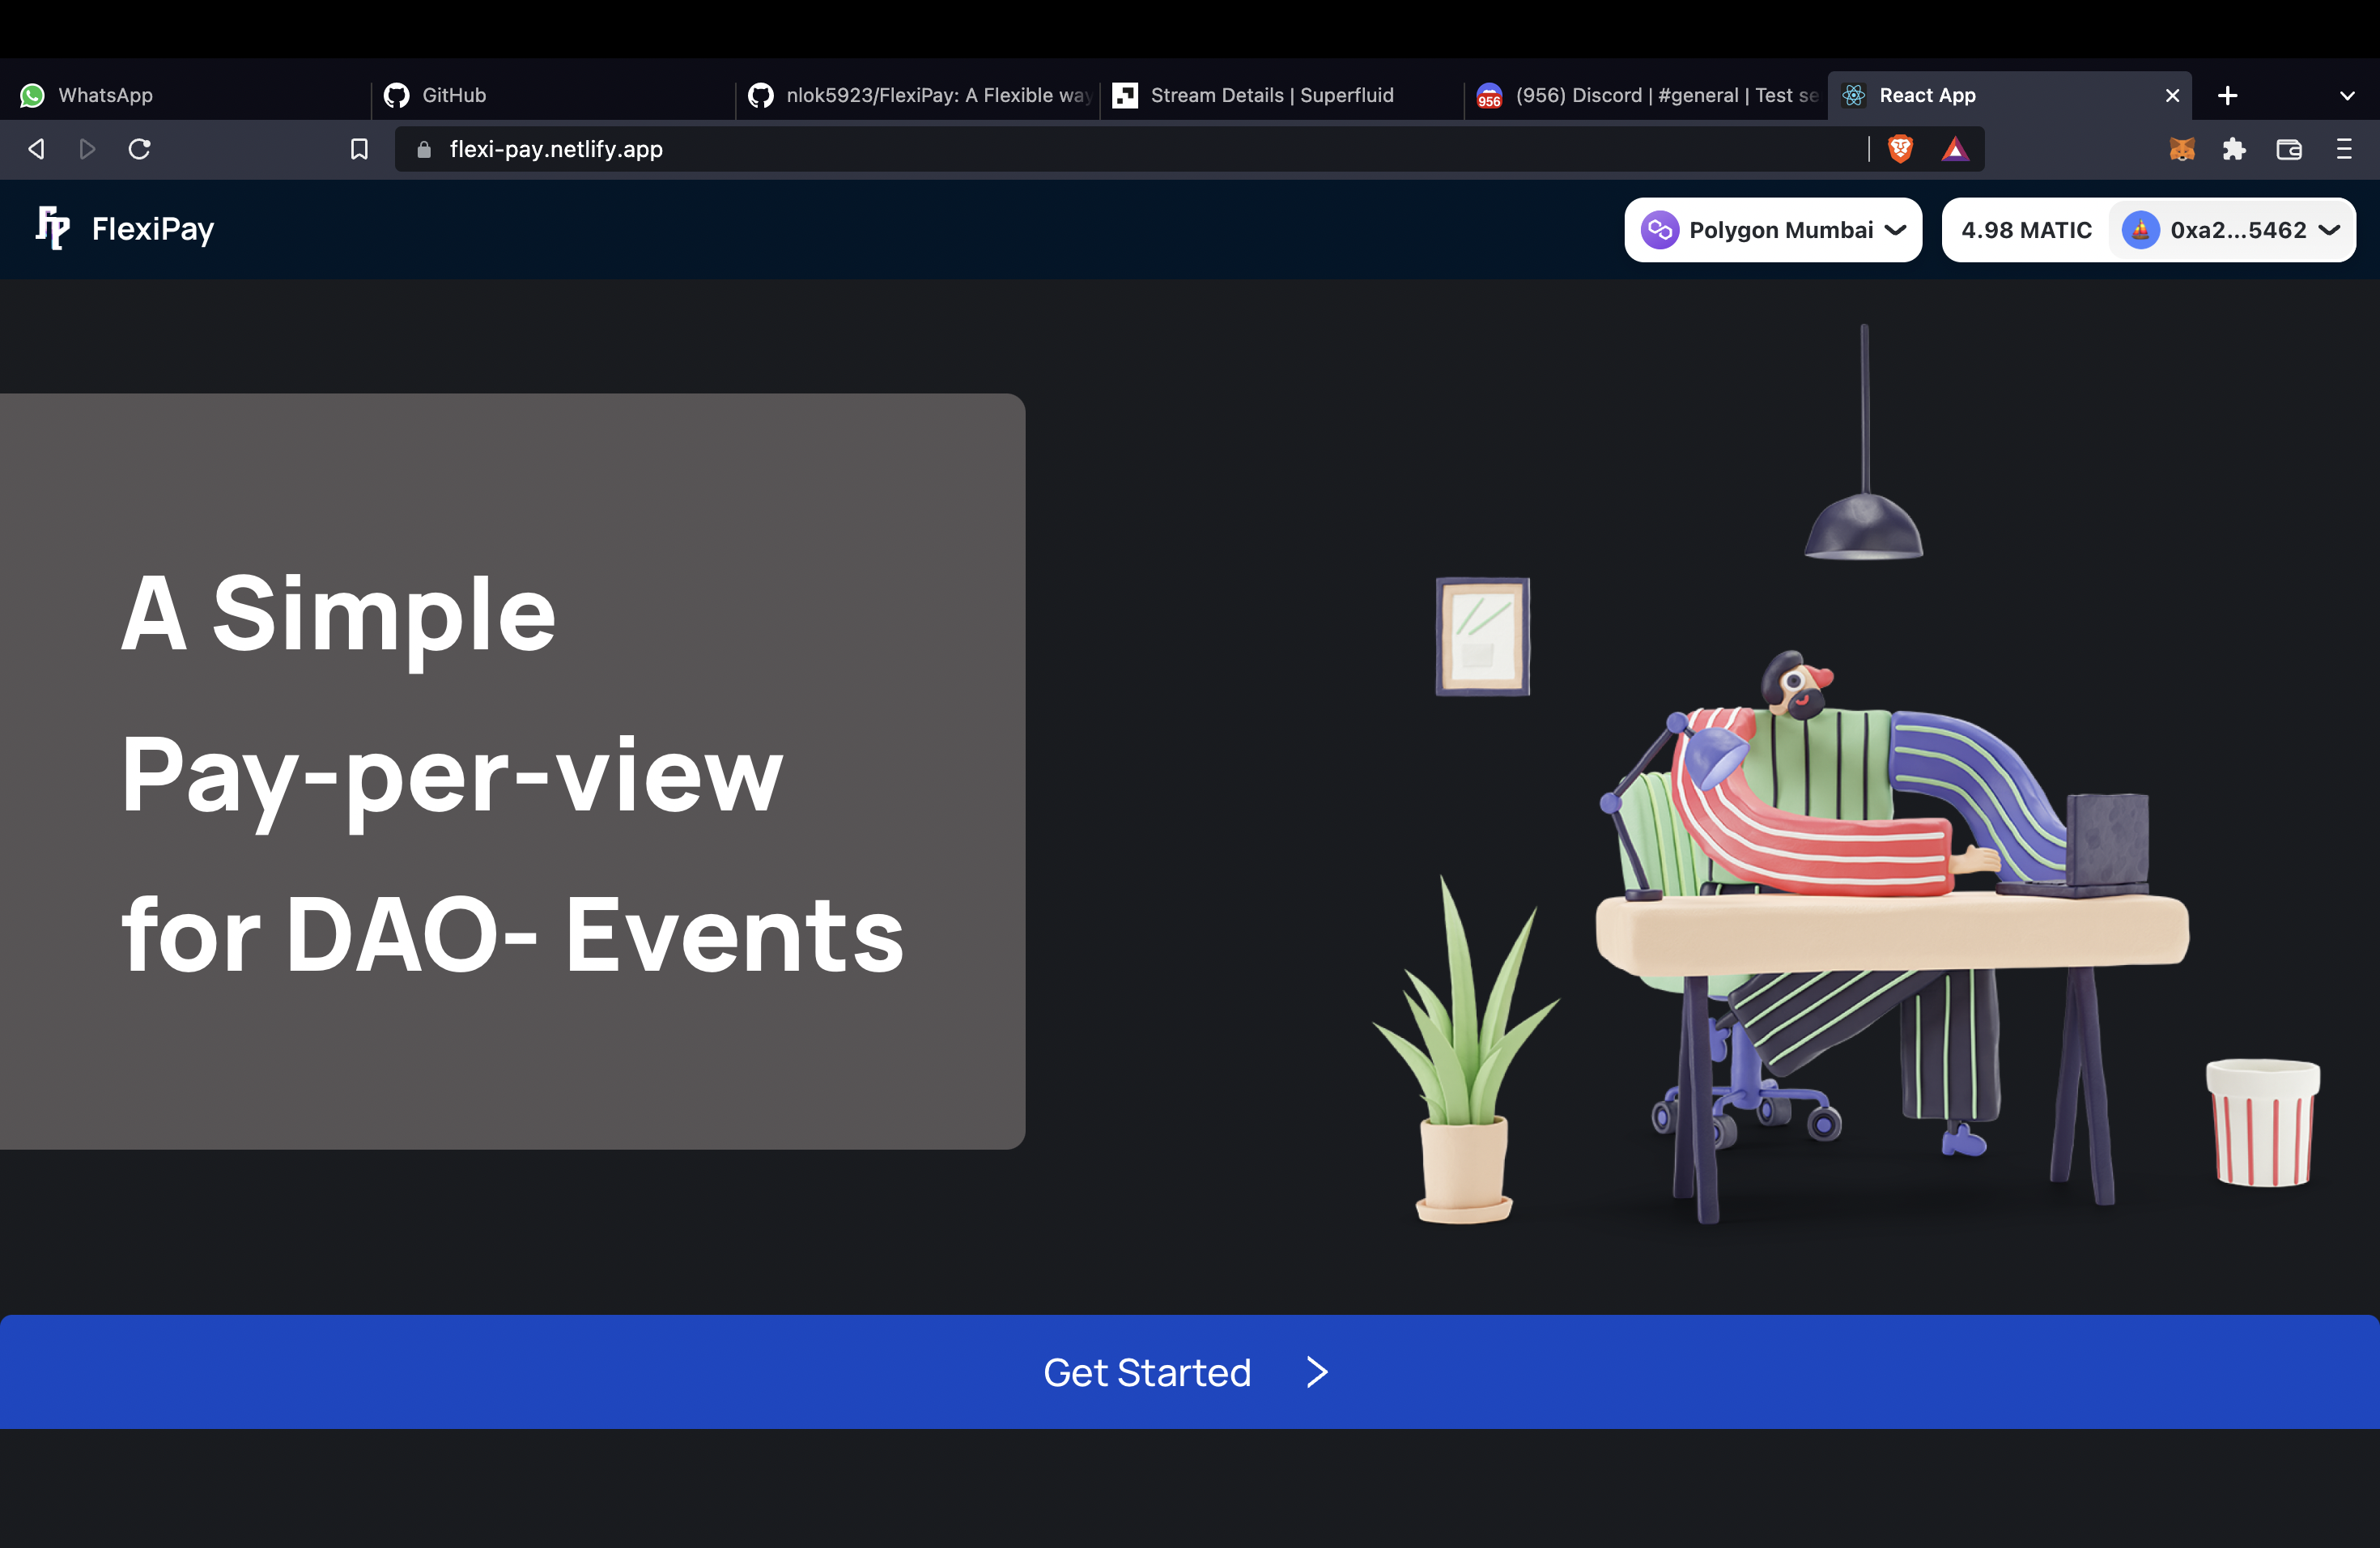 WhatsApp
GitHub
nlok5923/FlexiPay: A Flexible way
Stream Details | Superfluid
956
(956) Discord | #general | Test se
React App
flexi-pay.netlify.app
FP FlexiPay
Polygon Mumbai
4.98 MATIC
0xa2...5462
A Simple
Pay-per-view
for DAO- Events
Get Started